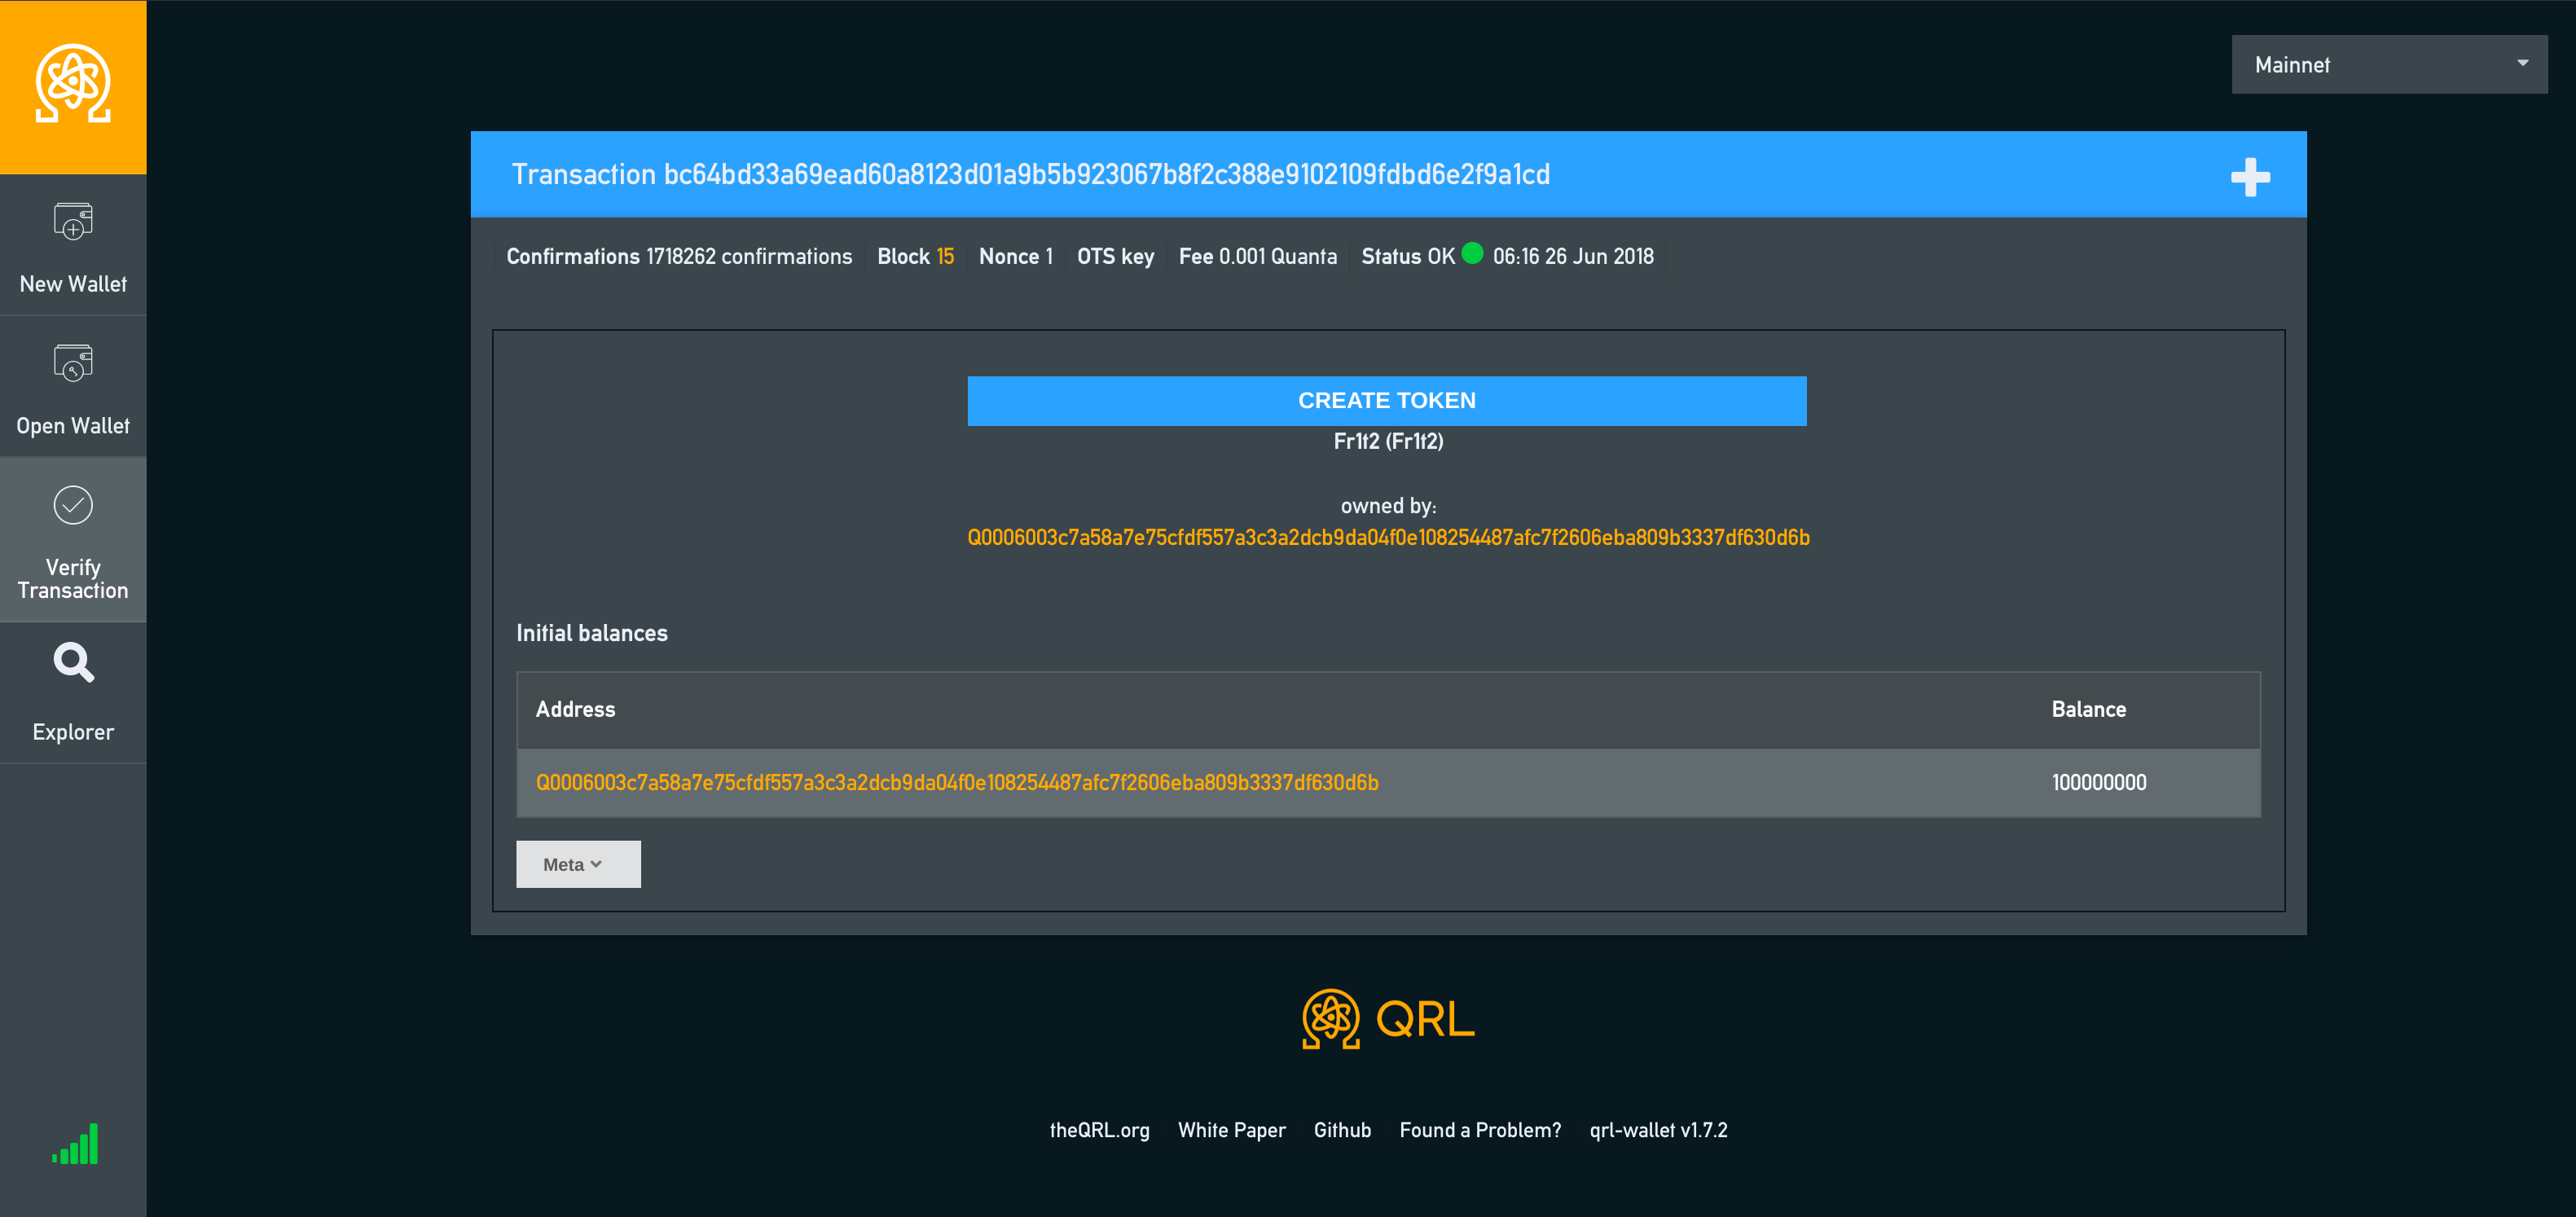 Mainnet
Transaction bc64bd33a69ead60a8123d01a9b5b923067b8f2c388e9102109fdbd6e2f9a1cd
Confirmations 1718262 confirmations Block 15 Nonce 1 OTS key Fee 0.001 Quanta Status OK 06:16 26 Jun 2018
New Wallet
Open Wallet
Verify
Transaction
Explorer
CREATE TOKEN
Fr1t2 (Fr1t2)
owned by:
Q0006003c7a58a7e75cfdf557a3c3a2dcb9da04f0e108254487afc7f2606eba809b3337df630d6b
Initial balances
Address Balance
Q0006003c7a58a7e75cfdf557a3c3a2dcb9da04f0e108254487afc7f2606eba809b3337df630d6b 100000000
Meta
QRL
theQRL.org White Paper Github Found a Problem? qrl-wallet v1.7.2